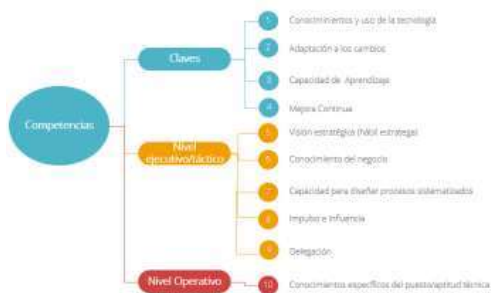 Competencias
Claves
1 Conocimientos y uso de la tecnología
2 Adaptación a los cambios
3 Capacidad de Aprendizaje
4 Mejora Continua
Nivel
ejecutivo/táctico
5 Visión estratégica (hábil estratega)
6 Conocimiento del negocio
7 Capacidad para diseñar procesos sistematizados
8 Impulso e Influencia
9 Delegación
Nivel Operativo
10 Conocimientos específicos del puesto/aptitud técnica